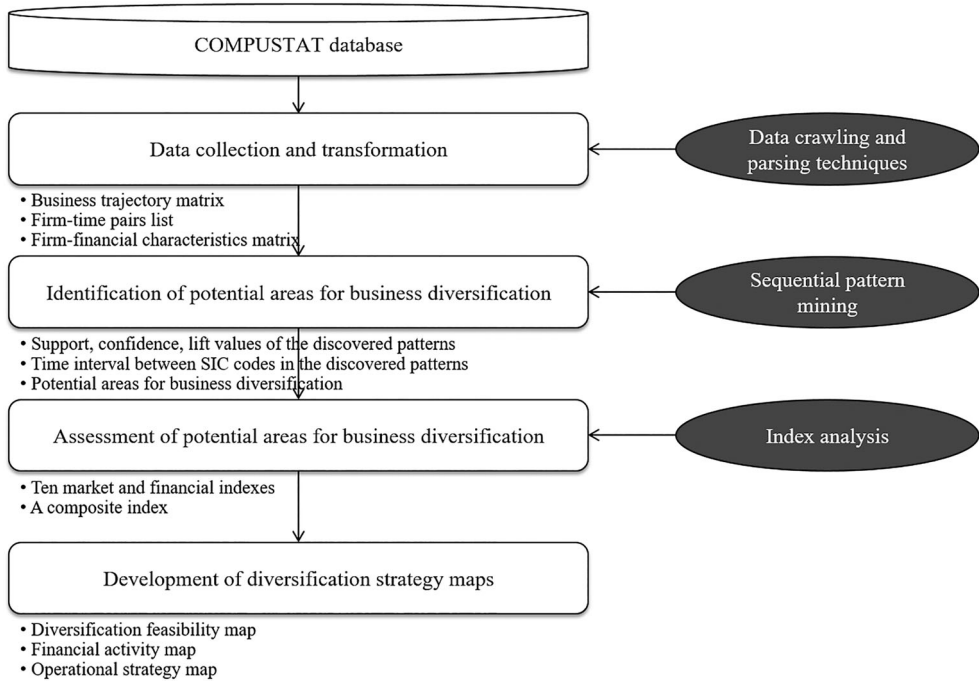 COMPUSTAT database
Data collection and transformation
Data crawling and
parsing techniques
• Business trajectory matrix
• Firm-time pairs list
• Firm-financial characteristics matrix
Identification of potential areas for business diversification
Sequential pattern
mining
• Support, confidence, lift values of the discovered patterns
• Time interval between SIC codes in the discovered patterns
• Potential areas for business diversification
Assessment of potential areas for business diversification
Index analysis
• Ten market and financial indexes
• A composite index
Development of diversification strategy maps
• Diversification feasibility map
• Financial activity map
• Operational strategy map